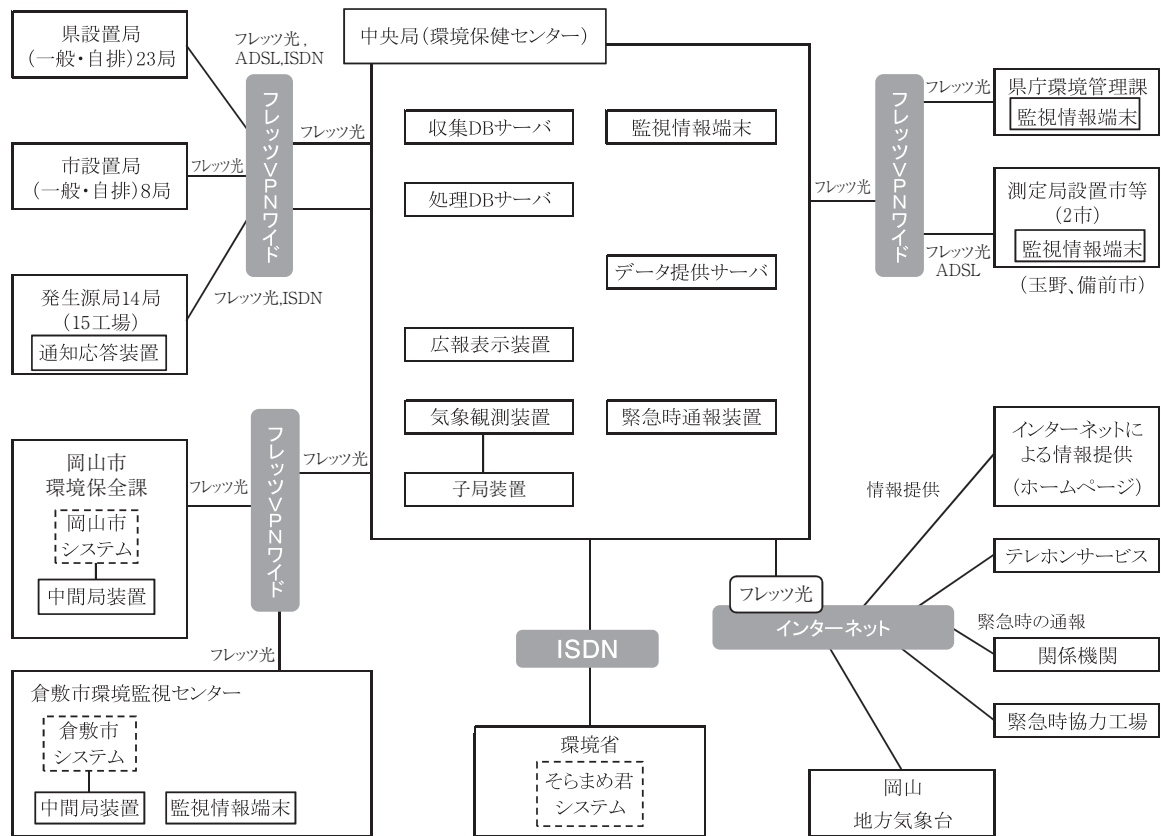 県設置局
(一般・自排)23局
フレッツ光,
ADSL,ISDN
市設置局
(一般・自排)8局
フレッツ光
発生源局14局
(15工場)
通知応答装置
フレッツ光,ISDN
フレッツVPNワイド
フレッツ光
中央局(環境保健センター)
収集DBサーバ
監視情報端末
処理DBサーバ
データ提供サーバ
広報表示装置
気象観測装置
緊急時通報装置
子局装置
フレッツ光
フレッツVPNワイド
フレッツ光
県庁環境管理課
監視情報端末
フレッツ光
ADSL
測定局設置市等
(2市)
監視情報端末
(玉野、備前市)
岡山市
環境保全課
岡山市
システム
中間局装置
フレッツ光
フレッツVPNワイド
フレッツ光
フレッツ光
倉敷市環境監視センター
倉敷市
システム
中間局装置
監視情報端末
ISDN
環境省
そらまめ君
システム
フレッツ光
インターネット
情報提供
インターネットに
よる情報提供
(ホームページ)
テレホンサービス
緊急時の通報
関係機関
緊急時協力工場
岡山
地方気象台